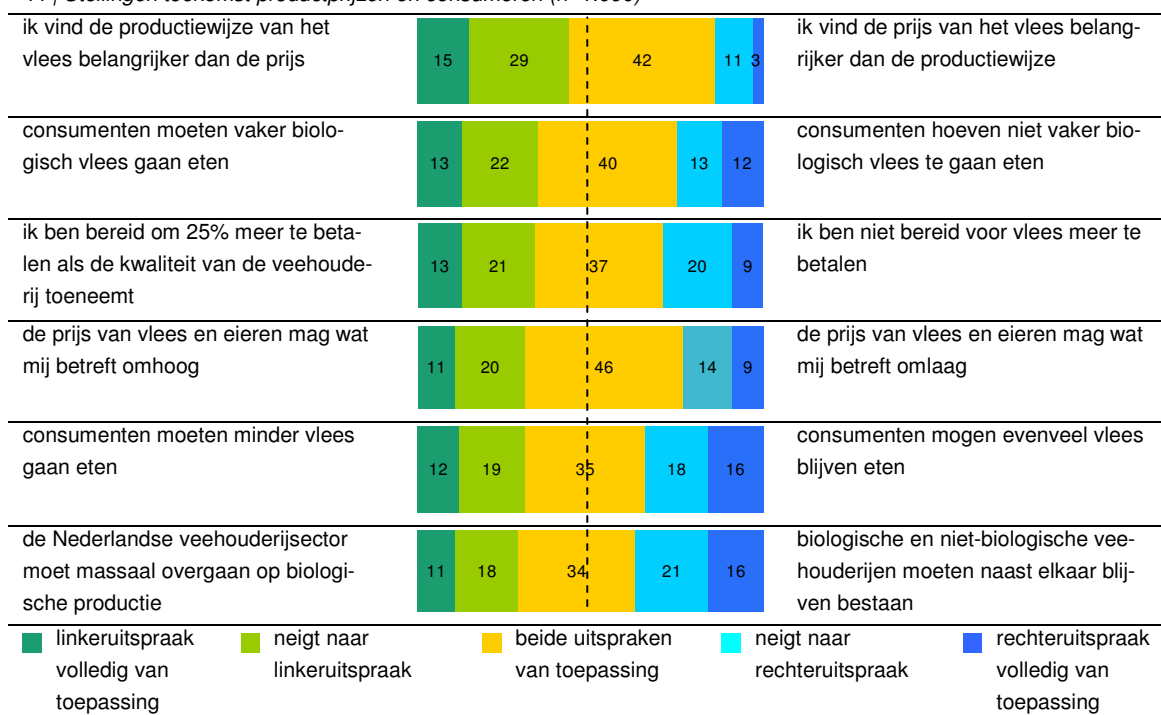 ik vind de productiewijze van het
vlees belangrijker dan de prijs
15 29 42 11 3
ik vind de prijs van het vlees belang-
rijker dan de productiewijze
consumenten moeten vaker biolo-
gisch vlees gaan eten
13 22 40 13 12
consumenten hoeven niet vaker bio-
logisch vlees te gaan eten
ik ben bereid om 25% meer te beta-
len als de kwaliteit van de veehoude-
rij toeneemt
13 21 37 20 9
ik ben niet bereid voor vlees meer te
betalen
de prijs van vlees en eieren mag wat
mij betreft omhoog
11 20 46 14 9
de prijs van vlees en eieren mag wat
mij betreft omlaag
consumenten moeten minder vlees
gaan eten
12 19 35 18 16
consumenten mogen evenveel vlees
blijven eten
de Nederlandse veehouderijsector
moet massaal overgaan op biologi-
sche productie
11 18 34 21 16
biologische en niet-biologische vee-
houderijen moeten naast elkaar blij-
ven bestaan
linkeruitspraak
volledig van
toepassing
neigt naar
linkeruitspraak
beide uitspraken
van toepassing
neigt naar
rechteruitspraak
rechteruitspraak
volledig van
toepassing